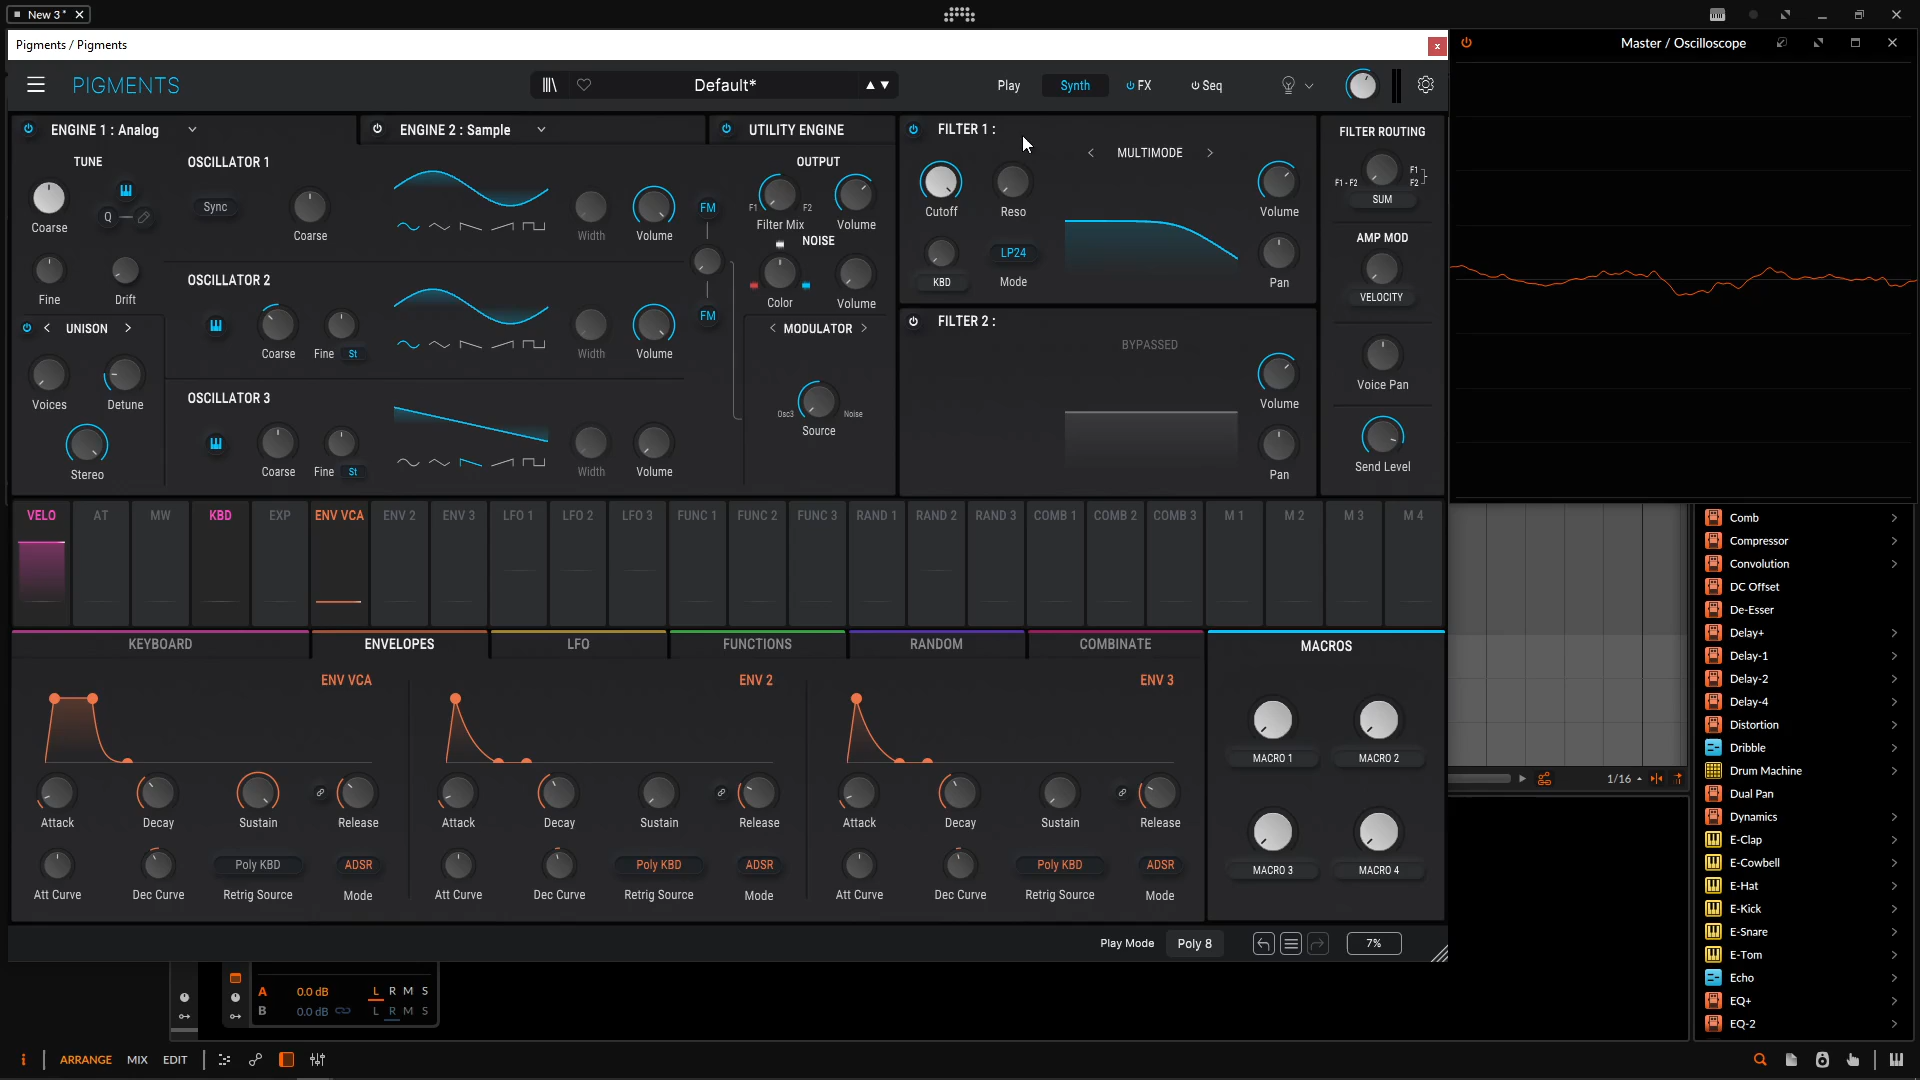 New 3*
Pigments / Pigments
Master / Oscilloscope
PIGMENTS
Default*
Play
Synth
FX
Seq
ENGINE 1 : Analog
ENGINE 2 : Sample
UTILITY ENGINE
FILTER 1 :
FILTER ROUTING
TUNE
OSCILLATOR 1
OUTPUT
MULTIMODE
Sync
Q
Coarse
Coarse
Width
Volume
FM
F1
F2
Filter Mix
Volume
Cutoff
Reso
Volume
F1 - F2
F1
F2
SUM
NOISE
AMP MOD
OSCILLATOR 2
KBD
LP24
Mode
Pan
Fine
Drift
Color
Volume
VELOCITY
UNISON
Coarse
Fine
St
Width
Volume
FM
MODULATOR
FILTER 2 :
BYPASSED
Voices
Detune
OSCILLATOR 3
Osc3
Noise
Source
Volume
Voice Pan
Stereo
Coarse
Fine
St
Width
Volume
Pan
Send Level
VELO
AT
MW
KBD
EXP
ENV VCA
ENV 2
ENV 3
LFO 1
LFO 2
LFO 3
FUNC 1
FUNC 2
FUNC 3
RAND 1
RAND 2
RAND 3
COMB 1
COMB 2
COMB 3
M 1
M 2
M 3
M 4
KEYBOARD
ENVELOPES
LFO
FUNCTIONS
RANDOM
COMBINATE
MACROS
ENV VCA
ENV 2
ENV 3
MACRO 1
MACRO 2
Attack
Decay
Sustain
Release
Attack
Decay
Sustain
Release
Attack
Decay
Sustain
Release
Poly KBD
ADSR
Poly KBD
ADSR
Poly KBD
ADSR
MACRO 3
MACRO 4
Att Curve
Dec Curve
Retrig Source
Mode
Att Curve
Dec Curve
Retrig Source
Mode
Att Curve
Dec Curve
Retrig Source
Mode
Play Mode
Poly 8
7%
Comb
Compressor
Convolution
DC Offset
De-Esser
Delay+
Delay-1
Delay-2
Delay-4
Distortion
Dribble
Drum Machine
Dual Pan
Dynamics
E-Clap
E-Cowbell
E-Hat
E-Kick
E-Snare
E-Tom
Echo
EQ+
EQ-2
1/16
A 0.0 dB L R M S
B 0.0 dB L R M S
i
ARRANGE
MIX
EDIT